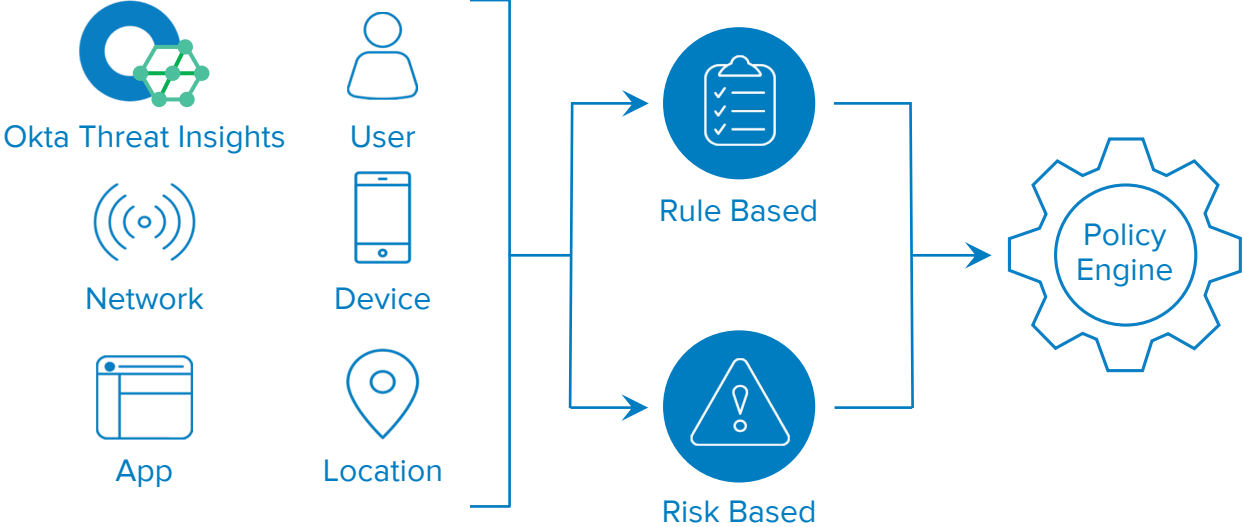 Okta Threat Insights
User
Network
Device
App
Location
Rule Based
Risk Based
Policy
Engine